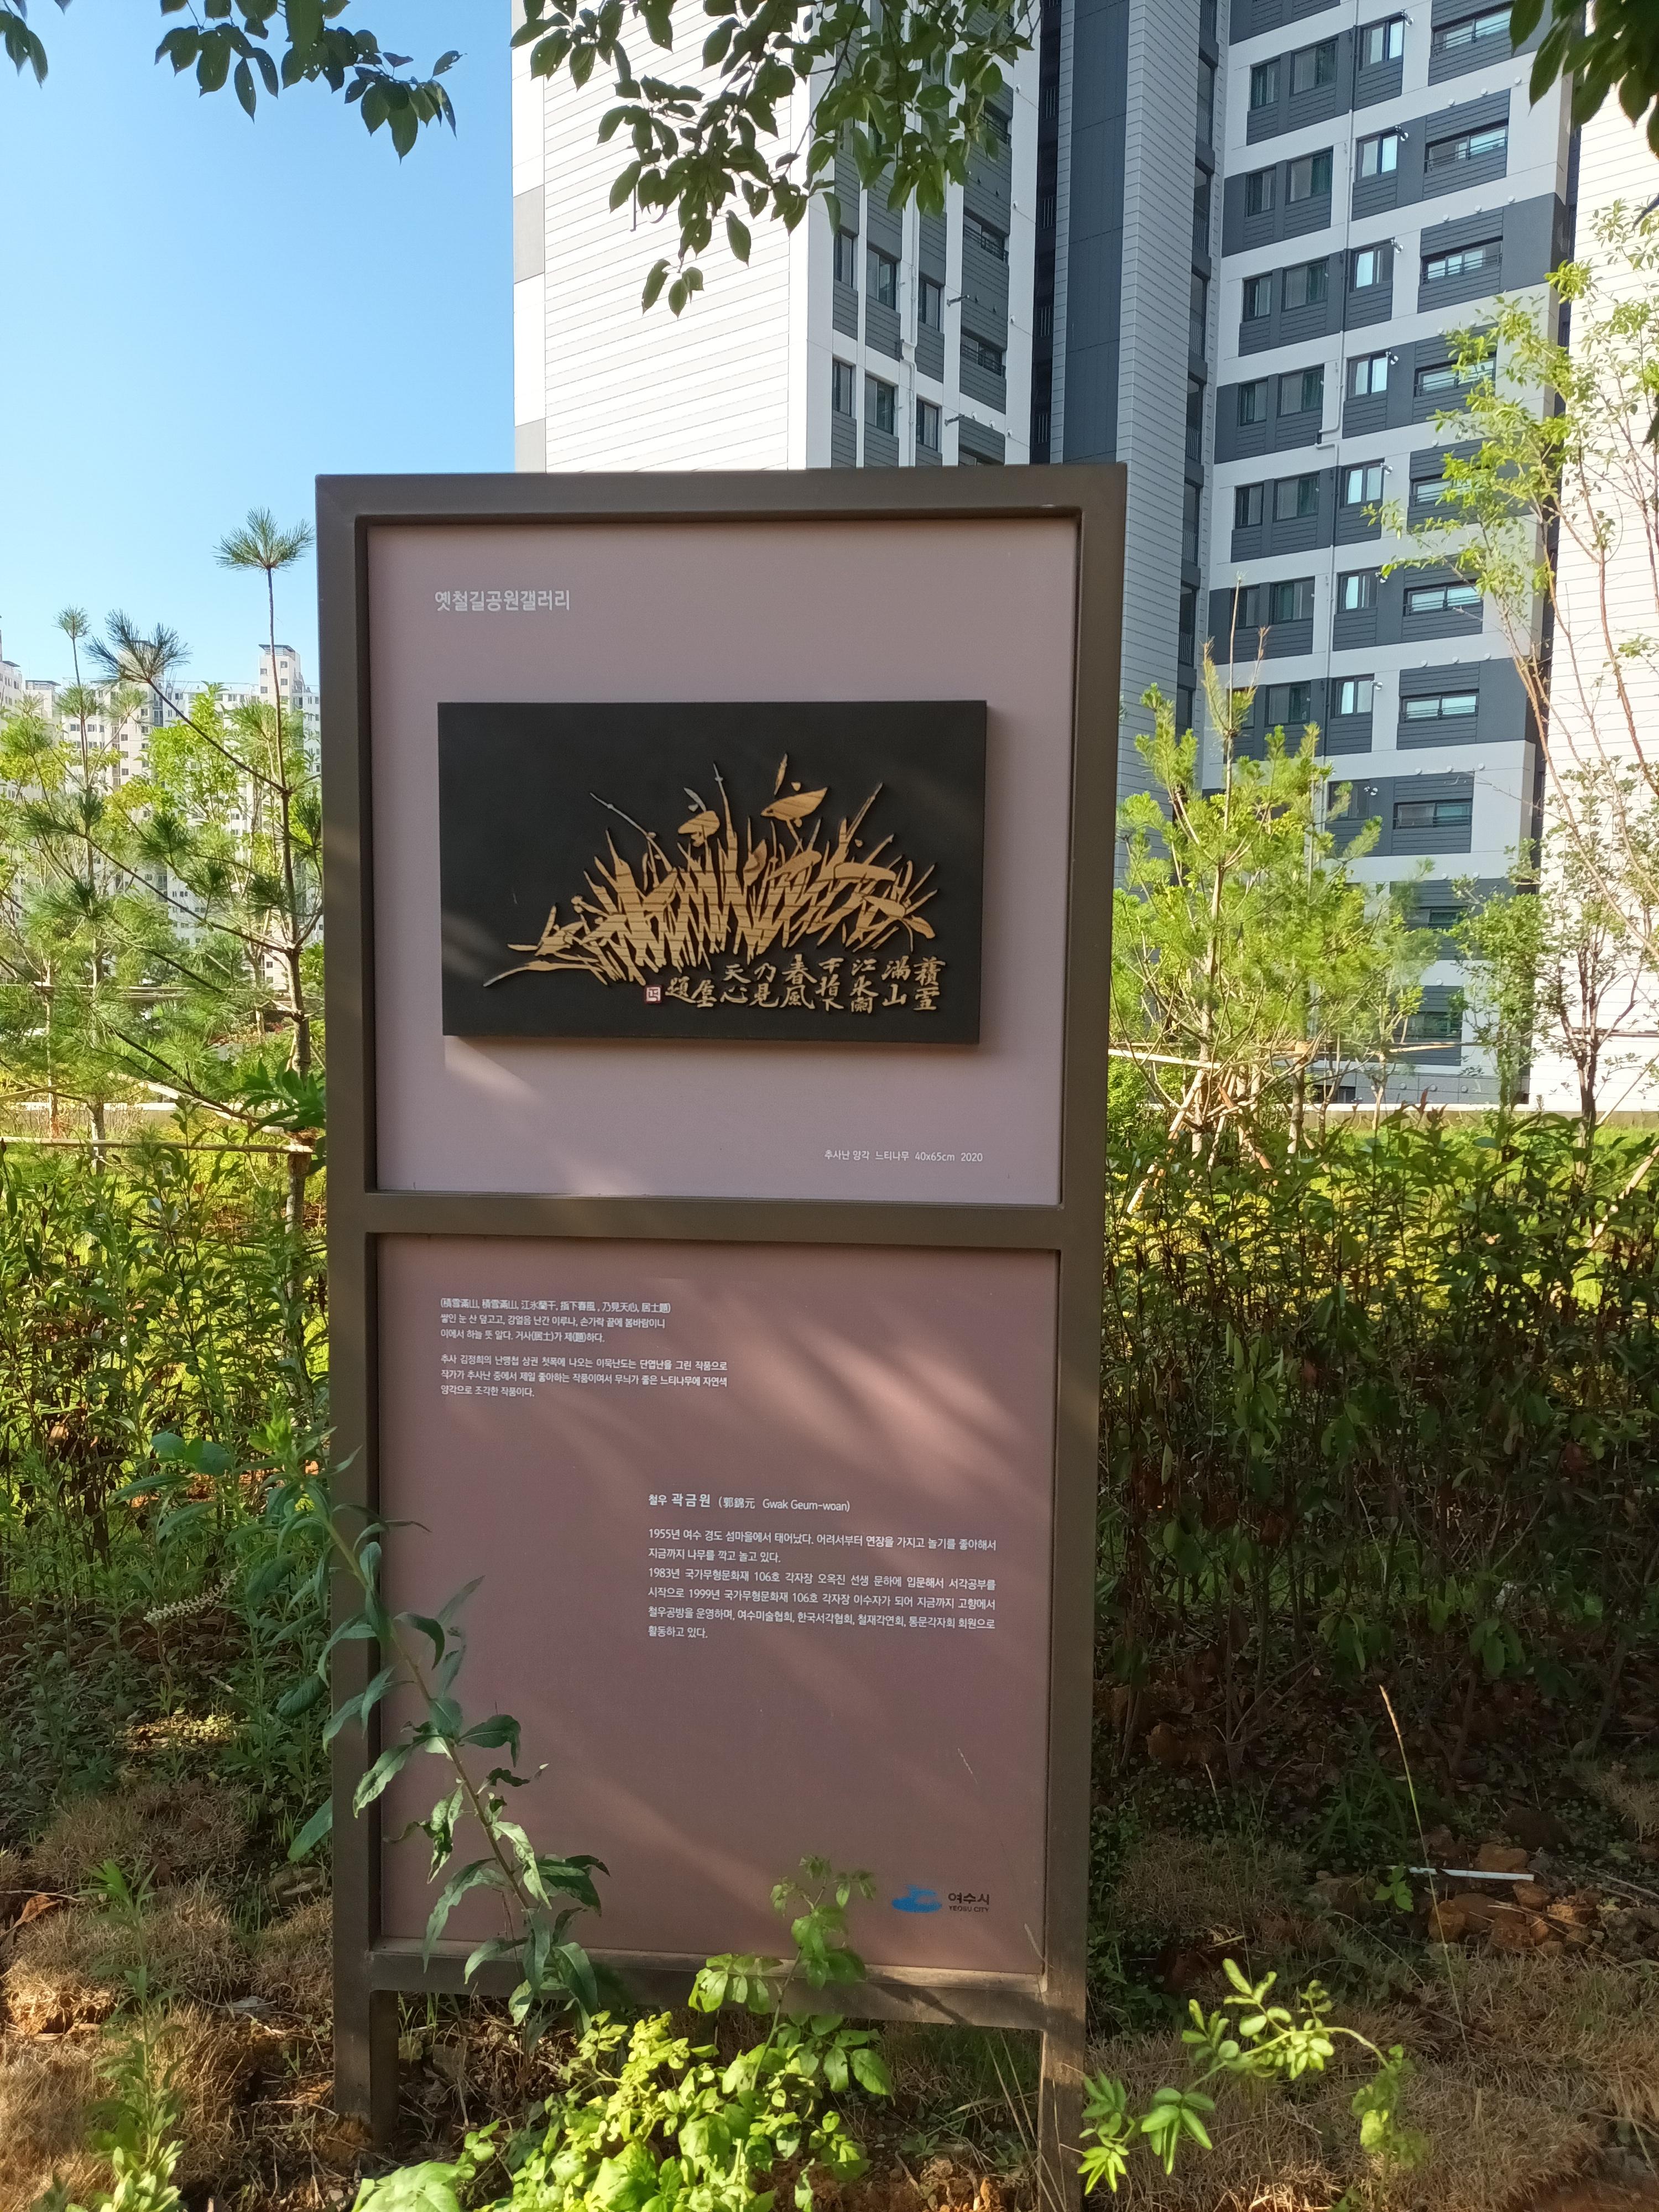 옛철길공원갤러리
積雪
滿山
江氷
闌
干指下
春風
乃見
天心
居
題
추사난 양각 느티나무 40x65cm 2020
(積雪滿山, 積雪滿山, 江氷蘭干, 指下春風, 乃見天心, 居士題)
쌓인 눈 산 덮고, 강얼음 난간 이루나, 손가락 끝에 봄바람이니
이에서 하늘 뜻 알다. 거사(居士)가 제(題)하다.
추사 김정희의 난맹첩 상권 첫폭에 나오는 이묵난도는 단엽난을 그린 작품으로
작가가 추사난 중에서 제일 좋아하는 작품이며서 무늬가 좋은 느티나무에 자연색
양각으로 조각한 작품이다.
철우 곽금원 (郭錦元 Gwak Geum-woan)
1955년 여수 경도 섬마을에서 태어났다. 어려서부터 연장을 가지고 놀기를 좋아해서
지금까지 나무를 깍고 놀고 있다.
1983년 국가무형문화재 106호 각자장 오옥진 선생 문하에 입문해서 서각공부를
시작으로 1999년 국가무형문화재 106호 각자장 이수자가 되어 지금까지 고향에서
철우공방을 운영하며, 여수미술협회, 한국서각협회, 철재각연회, 통문각자회 회원으로
활동하고 있다.
여수시
YEOSU CITY